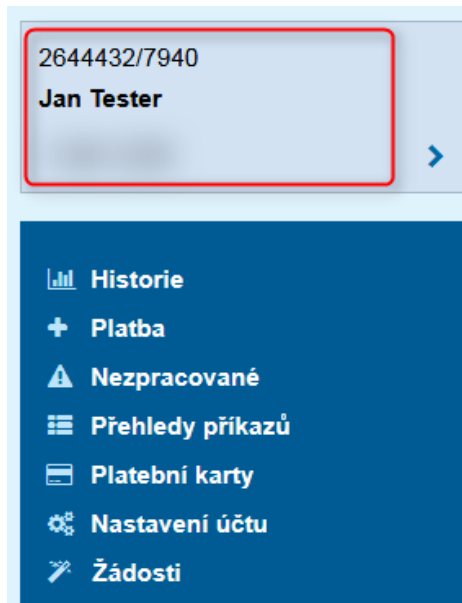 2644432/7940
Jan Tester
Historie
Platba
Nezpracované
Přehledy příkazů
Platební karty
Nastavení účtu
Žádosti